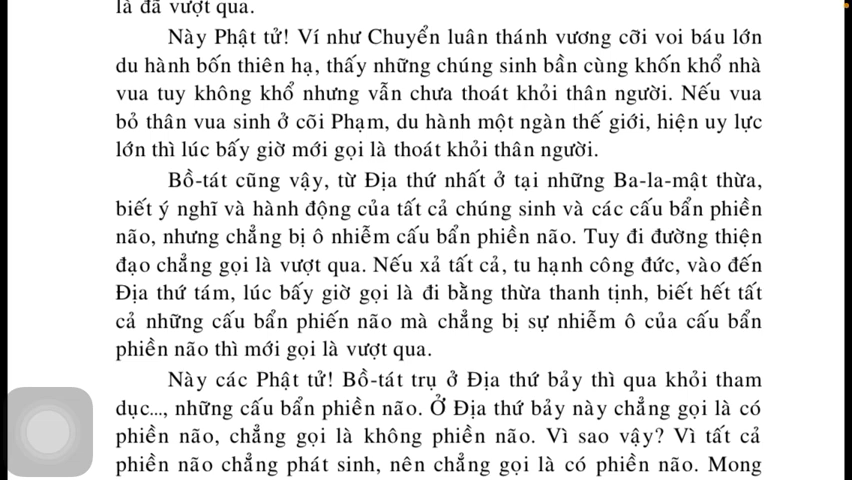 là đã vượt qua.
Này Phật tử! Ví như Chuyển luân thánh vương cỡi voi báu lớn
du hành bốn thiên hạ, thấy những chúng sinh bần cùng khốn khổ nhà
vua tuy không khổ nhưng vẫn chưa thoát khỏi thân người. Nếu vua
bỏ thân vua sinh ở cõi Phạm, du hành một ngàn thế giới, hiện uy lực
lớn thì lúc bấy giờ mới gọi là thoát khỏi thân người.
Bồ-tát cũng vậy, từ Địa thứ nhất ở tại những Ba-la-mật thừa,
biết ý nghĩ và hành động của tất cả chúng sinh và các cấu bẩn phiền
não, nhưng chẳng bị ô nhiễm cấu bẩn phiền não. Tuy đi đường thiện
đạo chẳng gọi là vượt qua. Nếu xả tất cả, tu hạnh công đức, vào đến
Địa thứ tám, lúc bấy giờ gọi là đi bằng thừa thanh tịnh, biết hết tất
cả những cấu bẩn phiến não mà chẳng bị sự nhiễm ô của cấu bẩn
phiền não thì mới gọi là vượt qua.
Này các Phật tử! Bồ-tát trụ ở Địa thứ bảy thì qua khỏi tham
dục..., những cấu bẩn phiền não. Ở Địa thứ bảy này chẳng gọi là có
phiền não, chẳng gọi là không phiền não. Vì sao vậy? Vì tất cả
phiền não chẳng phát sinh, nên chẳng gọi là có phiền não. Mong